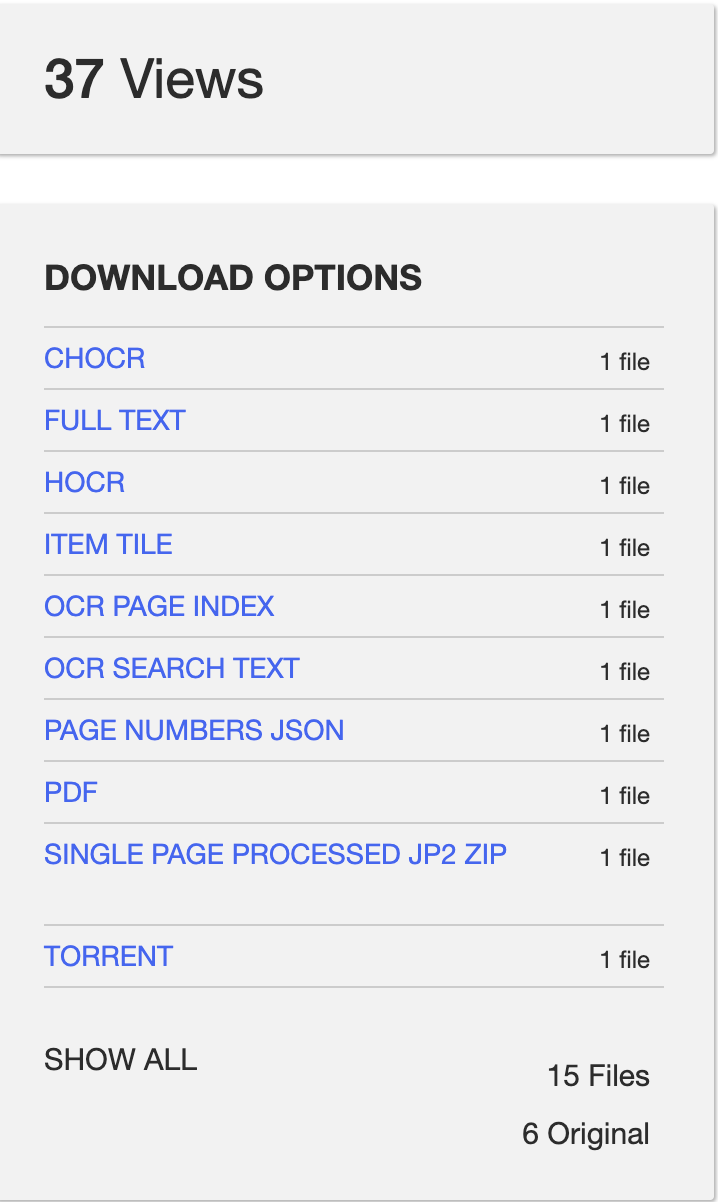 37 Views
DOWNLOAD OPTIONS
CHOCR 1 file
FULL TEXT 1 file
HOCR 1 file
ITEM TILE 1 file
OCR PAGE INDEX 1 file
OCR SEARCH TEXT 1 file
PAGE NUMBERS JSON 1 file
PDF 1 file
SINGLE PAGE PROCESSED JP2 ZIP 1 file
TORRENT 1 file
SHOW ALL
15 Files
6 Original